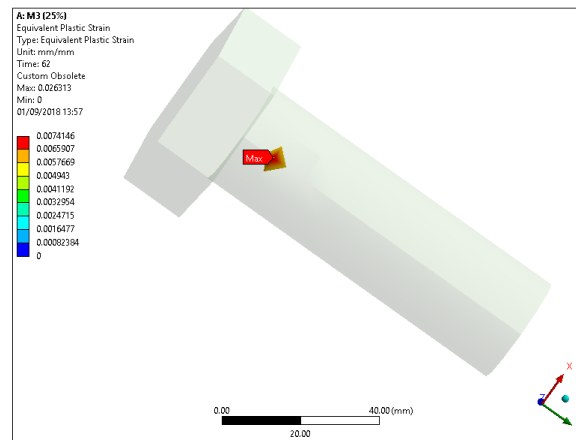 A: M3 (25%)
Equivalent Plastic Strain
Type: Equivalent Plastic Strain
Unit: mm/mm
Time: 62
Custom Obsolete
Max: 0.026313
Min: 0
01/09/2018 13:57
0.0074146
0.0065907
0.0057669
0.004943
0.0041192
0.0032954
0.0024715
0.0016477
0.00082384
0
Max
0.00
40.00 (mm)
20.00
X
Z